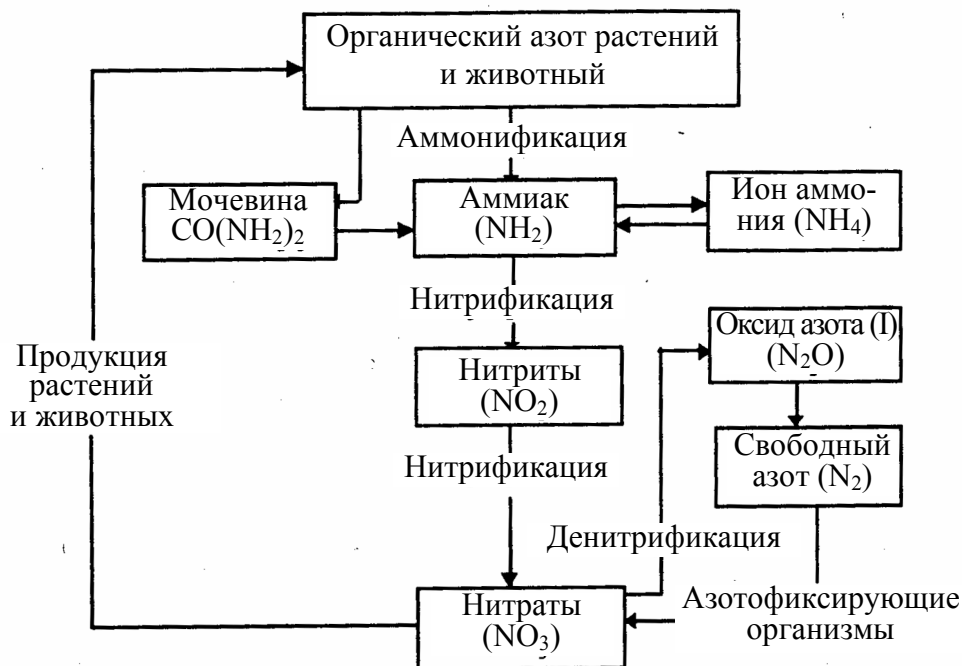 Органический азот растений
и животный
Аммонификация
Мочевина
CO(NH₂)₂
Аммиак
(NH₂)
Ион аммо-
ния (NH₄)
Нитрификация
Оксид азота (I)
(N₂O)
Продукция
растений
и животных
Нитриты
(NO₂)
Свободный
азот (N₂)
Нитрификация
Денитрификация
Нитраты
(NO₃)
Азотофиксирующие
организмы